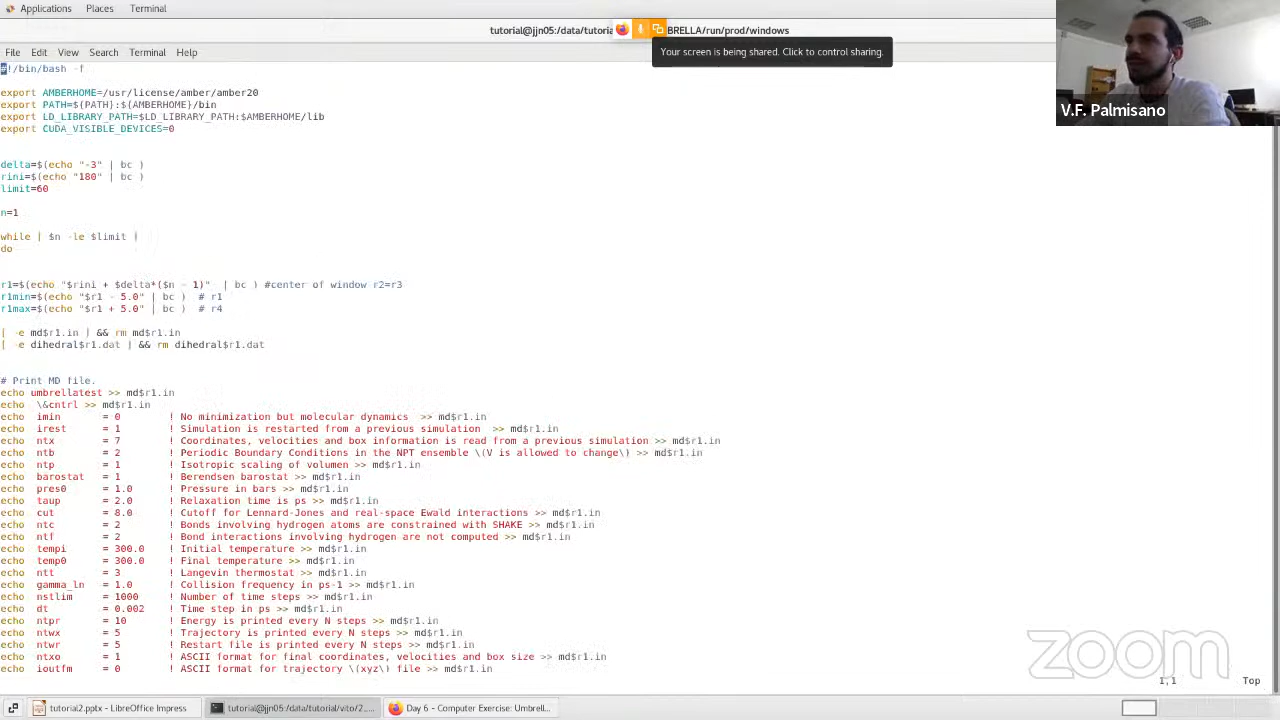 Applications Places Terminal
tutorial@jjn05:/data/tutoria BRELLA/run/prod/windows
Your screen is being shared. Click to control sharing.
File Edit View Search Terminal Help
V.F. Palmisano
#!/bin/bash -f
export AMBERHOME=/usr/license/amber/amber20
export PATH=${PATH}:${AMBERHOME}/bin
export LD_LIBRARY_PATH=$LD_LIBRARY_PATH:$AMBERHOME/lib
export CUDA_VISIBLE_DEVICES=0
delta=$(echo "-3" | bc )
rini=$(echo "180" | bc )
limit=60
n=1
while [ $n -le $limit ]
do
r1=$(echo "$rini + $delta*($n - 1)" | bc ) #center of window r2=r3
r1min=$(echo "$r1 - 5.0" | bc ) # r1
r1max=$(echo "$r1 + 5.0" | bc ) # r4
[ -e md$r1.in ] && rm md$r1.in
[ -e dihedral$r1.dat ] && rm dihedral$r1.dat
# Print MD file.
echo umbrellatest >> md$r1.in
echo \&cntrl >> md$r1.in
echo imin = 0 ! No minimization but molecular dynamics >> md$r1.in
echo irest = 1 ! Simulation is restarted from a previous simulation >> md$r1.in
echo ntx = 7 ! Coordinates, velocities and box information is read from a previous simulation >> md$r1.in
echo ntb = 2 ! Periodic Boundary Conditions in the NPT ensemble \(V is allowed to change\) >> md$r1.in
echo ntp = 1 ! Isotropic scaling of volumen >> md$r1.in
echo barostat = 1 ! Berendsen barostat >> md$r1.in
echo pres0 = 1.0 ! Pressure in bars >> md$r1.in
echo taup = 2.0 ! Relaxation time is ps >> md$r1.in
echo cut = 8.0 ! Cutoff for Lennard-Jones and real-space Ewald interactions >> md$r1.in
echo ntc = 2 ! Bonds involving hydrogen atoms are constrained with SHAKE >> md$r1.in
echo ntf = 2 ! Bond interactions involving hydrogen are not computed >> md$r1.in
echo tempi = 300.0 ! Initial temperature >> md$r1.in
echo temp0 = 300.0 ! Final temperature >> md$r1.in
echo ntt = 3 ! Langevin thermostat >> md$r1.in
echo gamma_ln = 1.0 ! Collision frequency in ps-1 >> md$r1.in
echo nstlim = 1000 ! Number of time steps >> md$r1.in
echo dt = 0.002 ! Time step in ps >> md$r1.in
echo ntpr = 10 ! Energy is printed every N steps >> md$r1.in
echo ntwx = 5 ! Trajectory is printed every N steps >> md$r1.in
echo ntwr = 5 ! Restart file is printed every N steps >> md$r1.in
echo ntxo = 1 ! ASCII format for final coordinates, velocities and box size >> md$r1.in
echo ioutfm = 0 ! ASCII format for trajectory \(xyz\) file >> md$r1.in
zoom
1,1 Top
tutorial2.pptx - LibreOffice Impress
tutorial@jjn05:/data/tutorial/vito/2....
Day 6 - Computer Exercise: Umbrell...